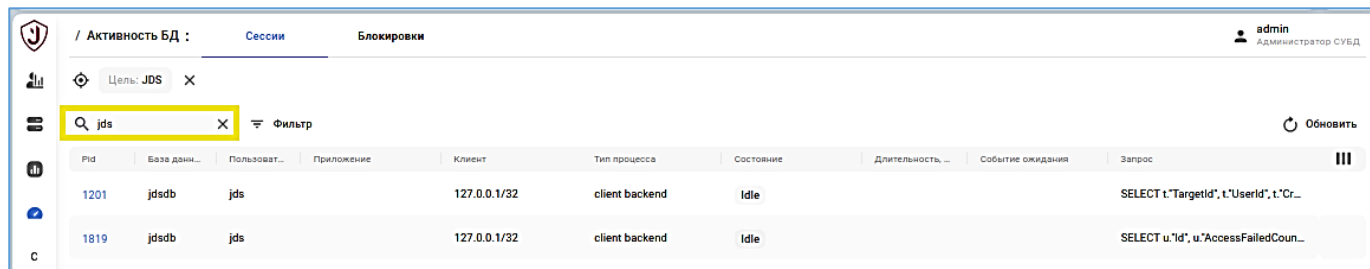 J / Активность БД : Сессии Блокировки admin
Администратор СУБД
Цель: JDS
jds Фильтр Обновить
Pid База данн... Пользоват... Приложение Клиент Тип процесса Состояние Длительность, ... Событие ожидания Запрос
1201 jdsdb jds 127.0.0.1/32 client backend Idle SELECT t."TargetId", t."UserId", t."Cr...
1819 jdsdb jds 127.0.0.1/32 client backend Idle SELECT u."Id", u."AccessFailedCoun...
С